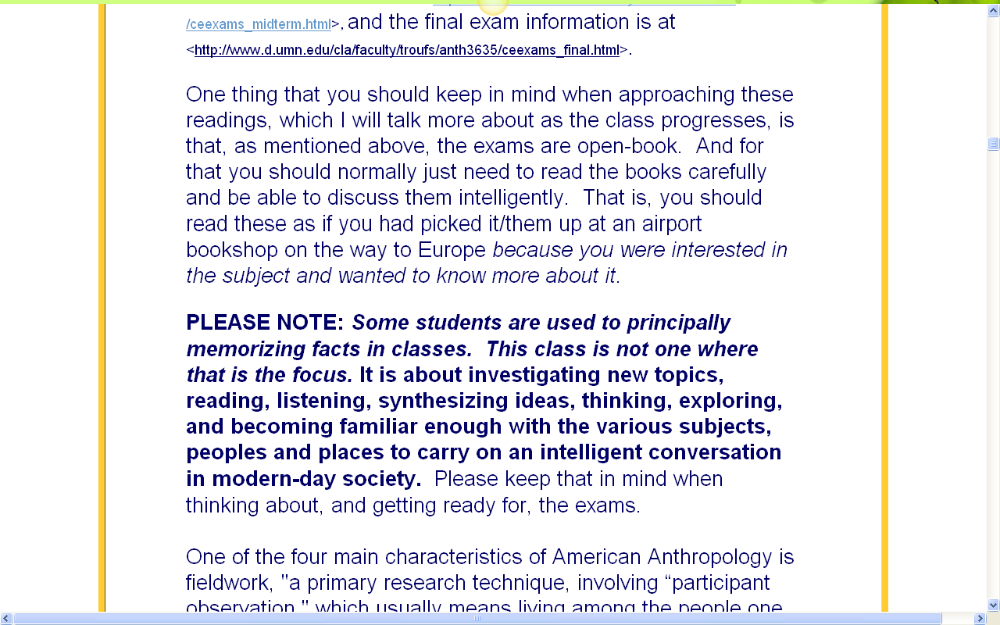 /ceexams_midterm.html>, and the final exam information is at
<http://www.d.umn.edu/cla/faculty/troufs/anth3635/ceexams_final.html>.
One thing that you should keep in mind when approaching these
readings, which I will talk more about as the class progresses, is
that, as mentioned above, the exams are open-book.  And for
that you should normally just need to read the books carefully
and be able to discuss them intelligently.  That is, you should
read these as if you had picked it/them up at an airport
bookshop on the way to Europe because you were interested in
the subject and wanted to know more about it.
PLEASE NOTE: Some students are used to principally
memorizing facts in classes.  This class is not one where
that is the focus. It is about investigating new topics,
reading, listening, synthesizing ideas, thinking, exploring,
and becoming familiar enough with the various subjects,
peoples and places to carry on an intelligent conversation
in modern-day society.  Please keep that in mind when
thinking about, and getting ready for, the exams.
One of the four main characteristics of American Anthropology is
fieldwork, "a primary research technique, involving “participant
observation," which usually means living among the people one